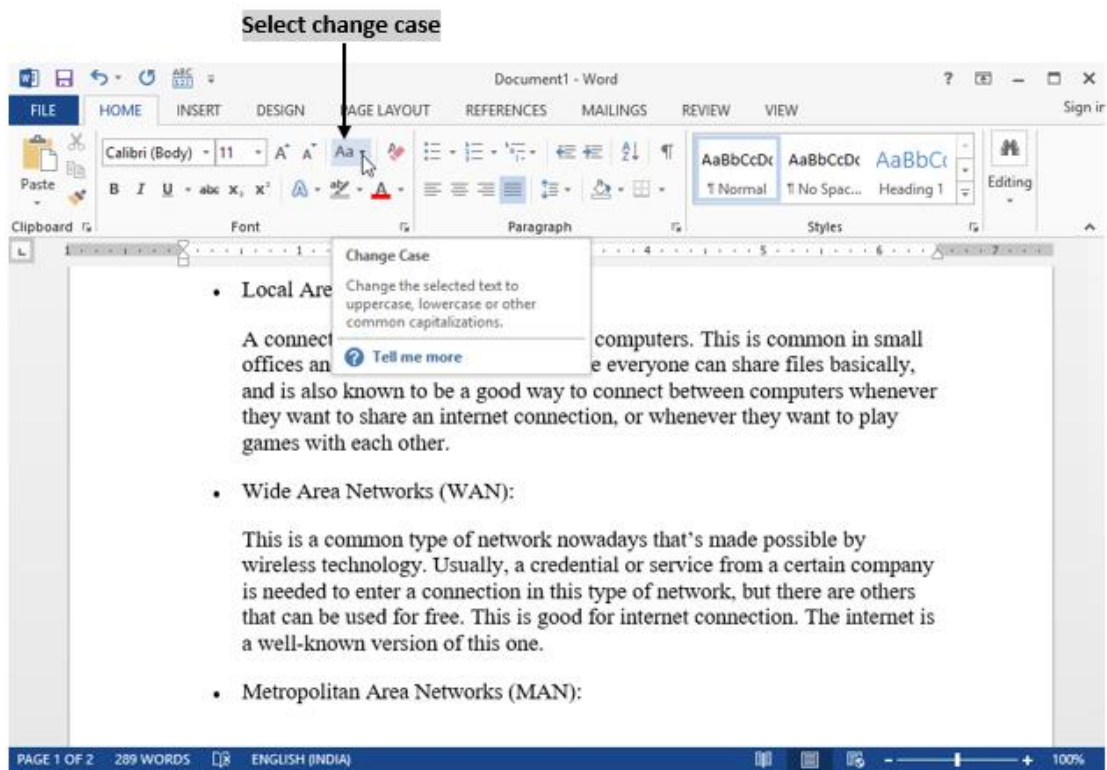 Select change case
Document1 - Word
FILE HOME INSERT DESIGN PAGE LAYOUT REFERENCES MAILINGS REVIEW VIEW Sign in
Calibri (Body) 11 A A Aa
Paste B I U abc x₂ x² A ab A
AaBbCcDc AaBbCcDc AaBbCc
¶ Normal ¶ No Spac... Heading 1 Editing
Clipboard Font Paragraph Styles
1 1 4 5 6 7
Change Case
Change the selected text to
uppercase, lowercase or other
common capitalizations.
Tell me more
• Local Are
A connect computers. This is common in small
offices an e everyone can share files basically,
and is also known to be a good way to connect between computers whenever
they want to share an internet connection, or whenever they want to play
games with each other.
• Wide Area Networks (WAN):
This is a common type of network nowadays that’s made possible by
wireless technology. Usually, a credential or service from a certain company
is needed to enter a connection in this type of network, but there are others
that can be used for free. This is good for internet connection. The internet is
a well-known version of this one.
• Metropolitan Area Networks (MAN):
PAGE 1 OF 2 289 WORDS ENGLISH (INDIA) 100%